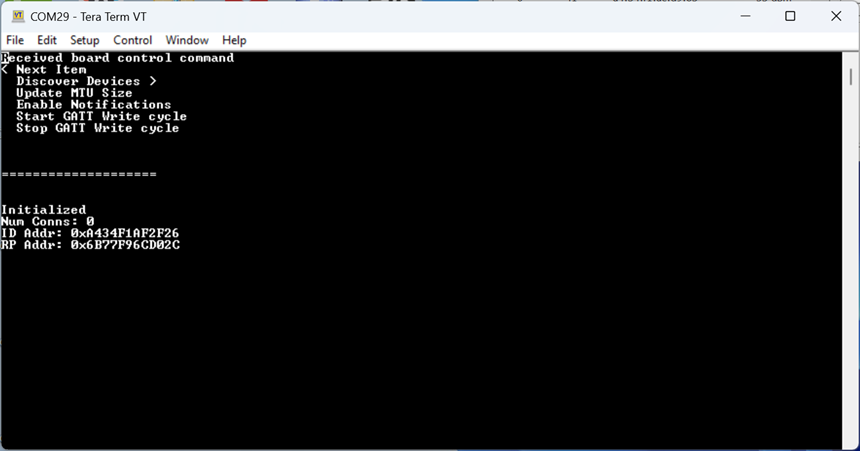 COM29 - Tera Term VT
File Edit Setup Control Window Help
Received board control command
< Next Item
Discover Devices >
Update MTU Size
Enable Notifications
Start GATT Write cycle
Stop GATT Write cycle
====================
Initialized
Num Conns: 0
ID Addr: 0xA434F1AF2F26
RP Addr: 0x6B77F96CD02C